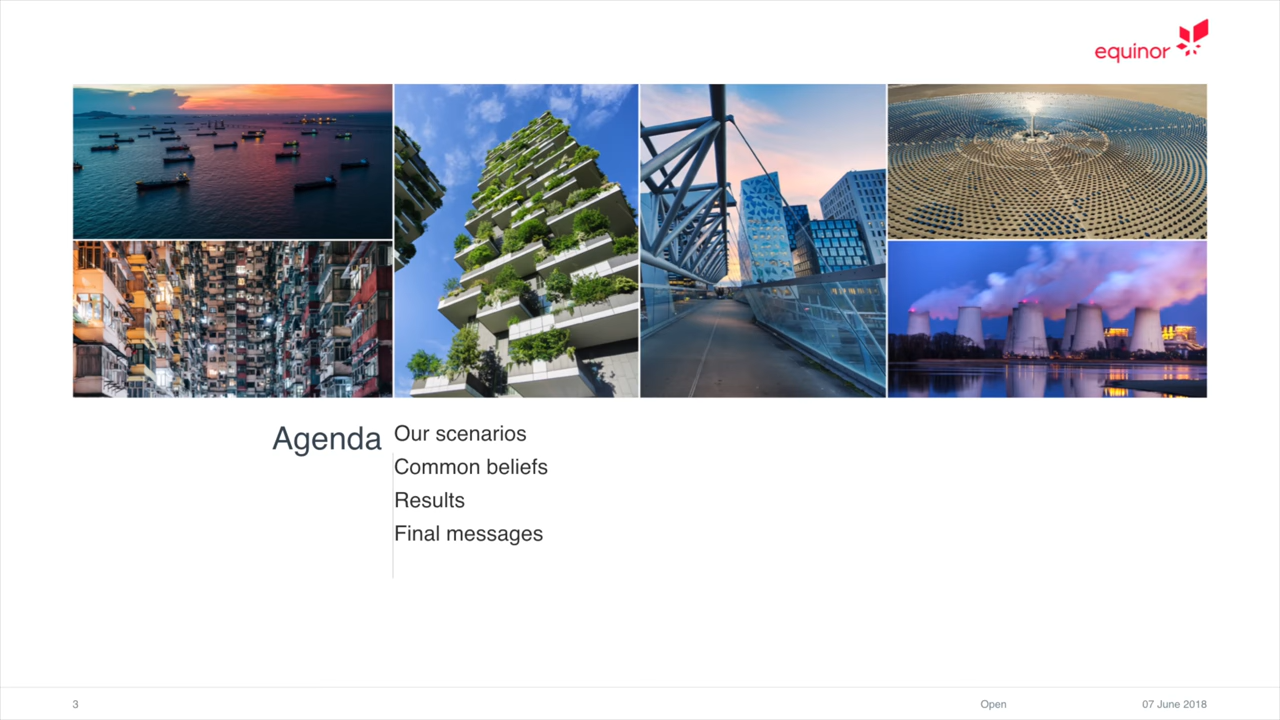 equinor
Agenda
Our scenarios
Common beliefs
Results
Final messages
3
Open
07 June 2018